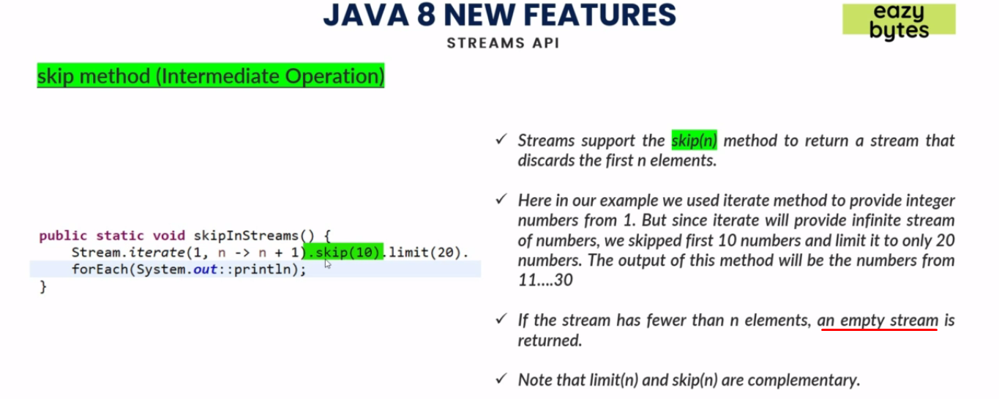 JAVA 8 NEW FEATURES
STREAMS API
eazy
bytes
skip method (Intermediate Operation)
public static void skipInStreams() {
Stream.iterate(1, n -> n + 1).skip(10).limit(20).
forEach(System.out::println);
}
✓ Streams support the skip(n) method to return a stream that
discards the first n elements.
✓ Here in our example we used iterate method to provide integer
numbers from 1. But since iterate will provide infinite stream
of numbers, we skipped first 10 numbers and limit it to only 20
numbers. The output of this method will be the numbers from
11....30
✓ If the stream has fewer than n elements, an empty stream is
returned.
✓ Note that limit(n) and skip(n) are complementary.